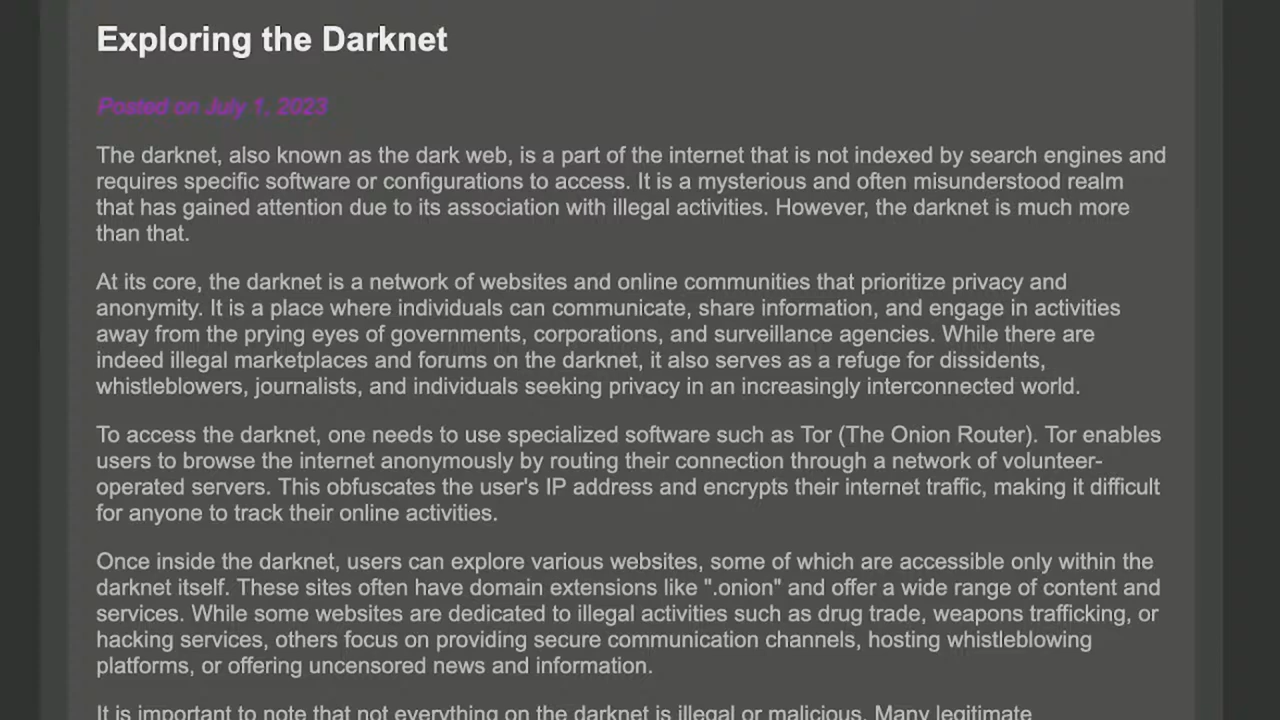 Exploring the Darknet
Posted on July 1, 2023
The darknet, also known as the dark web, is a part of the internet that is not indexed by search engines and
requires specific software or configurations to access. It is a mysterious and often misunderstood realm
that has gained attention due to its association with illegal activities. However, the darknet is much more
than that.
At its core, the darknet is a network of websites and online communities that prioritize privacy and
anonymity. It is a place where individuals can communicate, share information, and engage in activities
away from the prying eyes of governments, corporations, and surveillance agencies. While there are
indeed illegal marketplaces and forums on the darknet, it also serves as a refuge for dissidents,
whistleblowers, journalists, and individuals seeking privacy in an increasingly interconnected world.
To access the darknet, one needs to use specialized software such as Tor (The Onion Router). Tor enables
users to browse the internet anonymously by routing their connection through a network of volunteer-
operated servers. This obfuscates the user's IP address and encrypts their internet traffic, making it difficult
for anyone to track their online activities.
Once inside the darknet, users can explore various websites, some of which are accessible only within the
darknet itself. These sites often have domain extensions like ".onion" and offer a wide range of content and
services. While some websites are dedicated to illegal activities such as drug trade, weapons trafficking, or
hacking services, others focus on providing secure communication channels, hosting whistleblowing
platforms, or offering uncensored news and information.
It is important to note that not everything on the darknet is illegal or malicious. Many legitimate